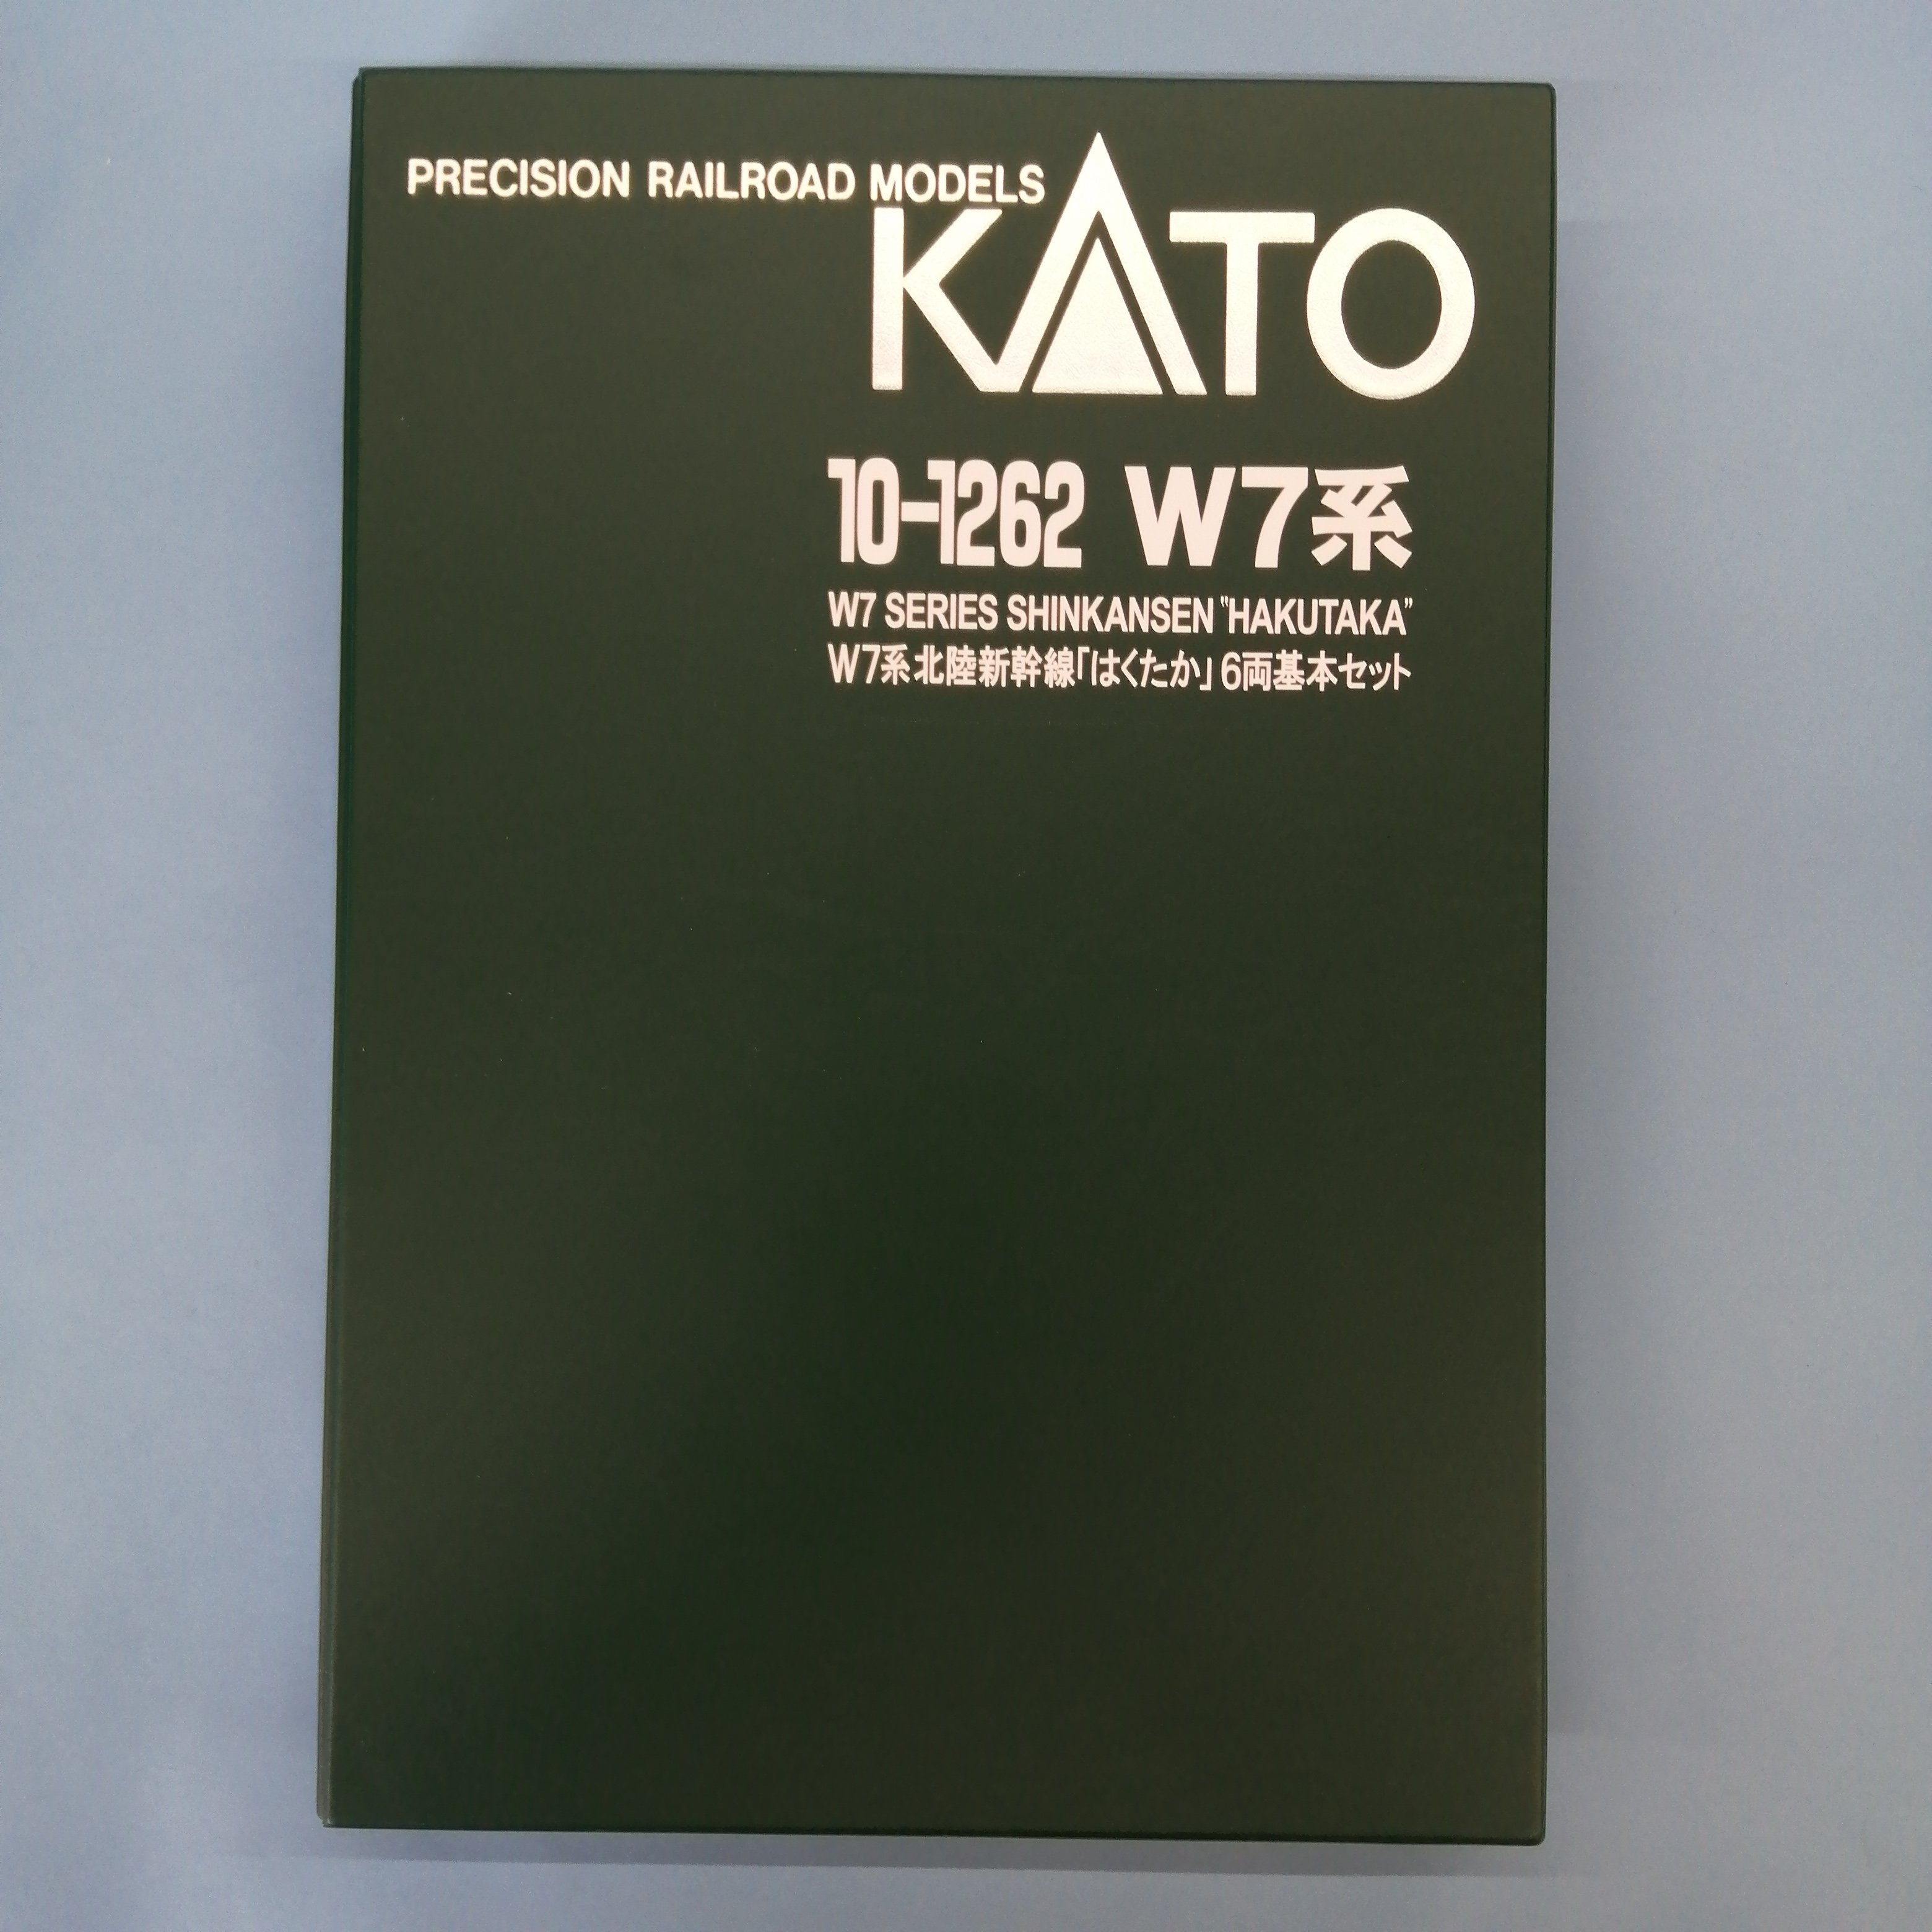 PRECISION RAILROAD MODELS
KATO
10-1262 W7系
W7 SERIES SHINKANSEN "HAKUTAKA"
W7系北陸新幹線「はくたか」6両基本セット